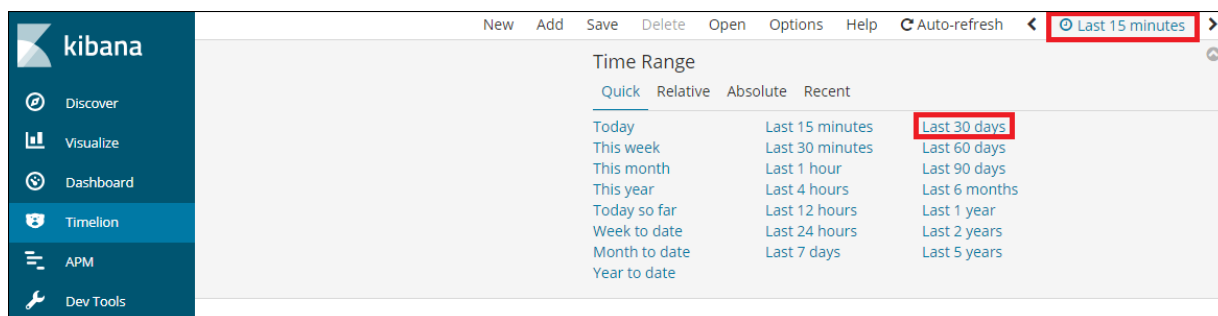 New Add Save Delete Open Options Help Auto-refresh Last 15 minutes
kibana
Discover
Visualize
Dashboard
Timelion
APM
Dev Tools
Time Range
Quick Relative Absolute Recent
Today Last 15 minutes Last 30 days
This week Last 30 minutes Last 60 days
This month Last 1 hour Last 90 days
This year Last 4 hours Last 6 months
Today so far Last 12 hours Last 1 year
Week to date Last 24 hours Last 2 years
Month to date Last 7 days Last 5 years
Year to date